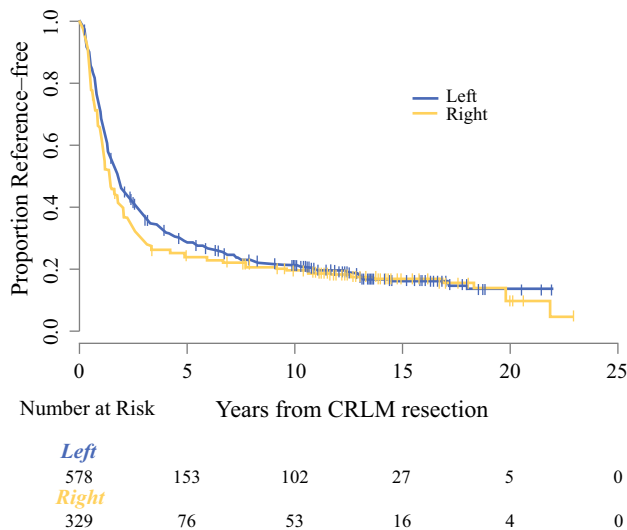 1.0
0.8
0.6
0.4
0.2
0.0
Proportion Reference–free
Left
Right
0 5 10 15 20 25
Number at Risk
Years from CRLM resection
Left
578 153 102 27 5 0
Right
329 76 53 16 4 0